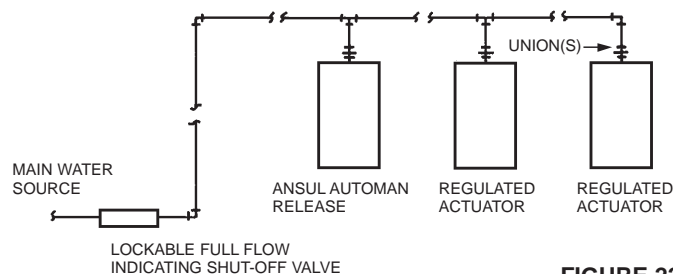 UNION(S)
MAIN WATER
SOURCE
ANSUL AUTOMAN
RELEASE
REGULATED
ACTUATOR
REGULATED
ACTUATOR
LOCKABLE FULL FLOW
INDICATING SHUT-OFF VALVE